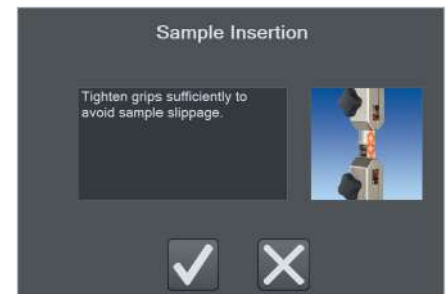 Sample Insertion
Tighten grips sufficiently to
avoid sample slippage.